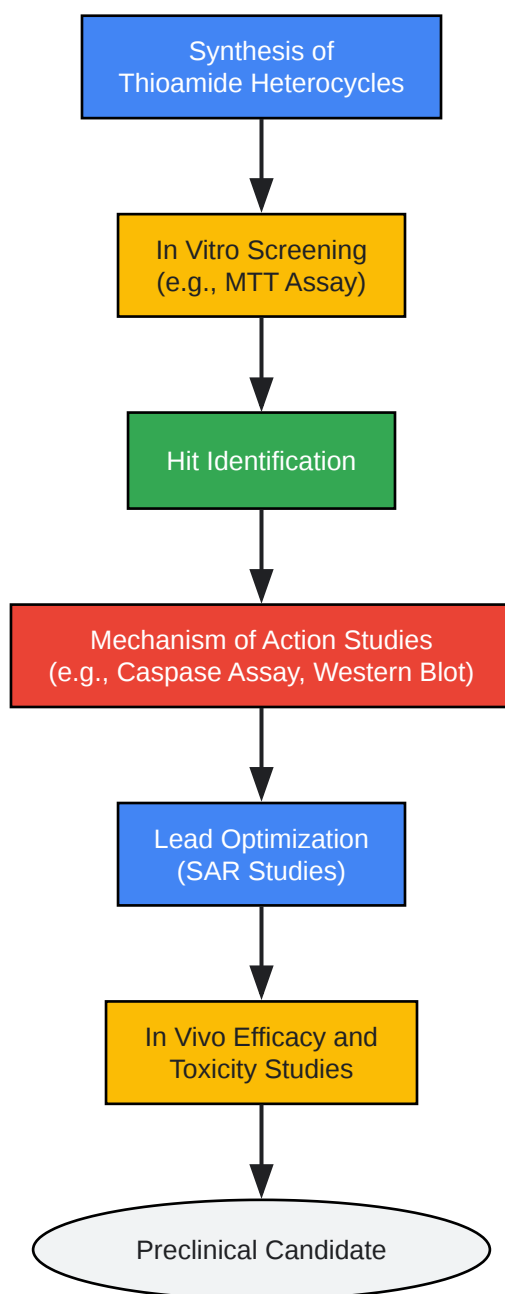 Synthesis of
Thioamide Heterocycles
In Vitro Screening
(e.g., MTT Assay)
Hit Identification
Mechanism of Action Studies
(e.g., Caspase Assay, Western Blot)
Lead Optimization
(SAR Studies)
In Vivo Efficacy and
Toxicity Studies
Preclinical Candidate